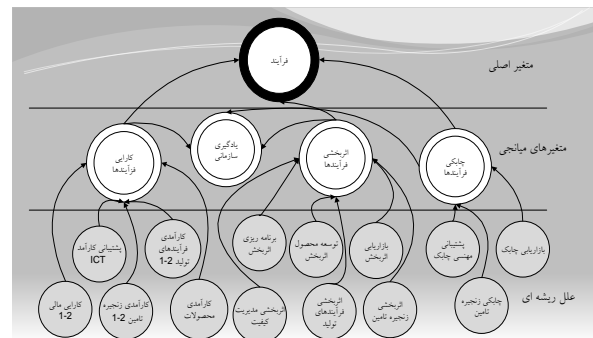 فرآیند
متغیر اصلی
کارایی
فرآیندها
یادگیری
سازمانی
اثربخشی
فرآیندها
چابکی
فرآیندها
متغیرهای میانجی
پشتیبانی کارآمد
ICT
کارآمدی
فرآیندهای
تولید 2-1
برنامه ریزی
اثربخش
توسعه محصول
اثربخش
بازاریابی
اثربخش
پشتیبانی
مهندسی چابک
بازاریابی چابک
کارایی مالی
1-2
کارآمدی زنجیره
تامین 2-1
کارآمدی
محصولات
اثربخشی مدیریت
کیفیت
اثربخشی
فرآیندهای
تولید
اثربخشی
زنجیره تامین
چابکی زنجیره
تامین
علل ریشه ای